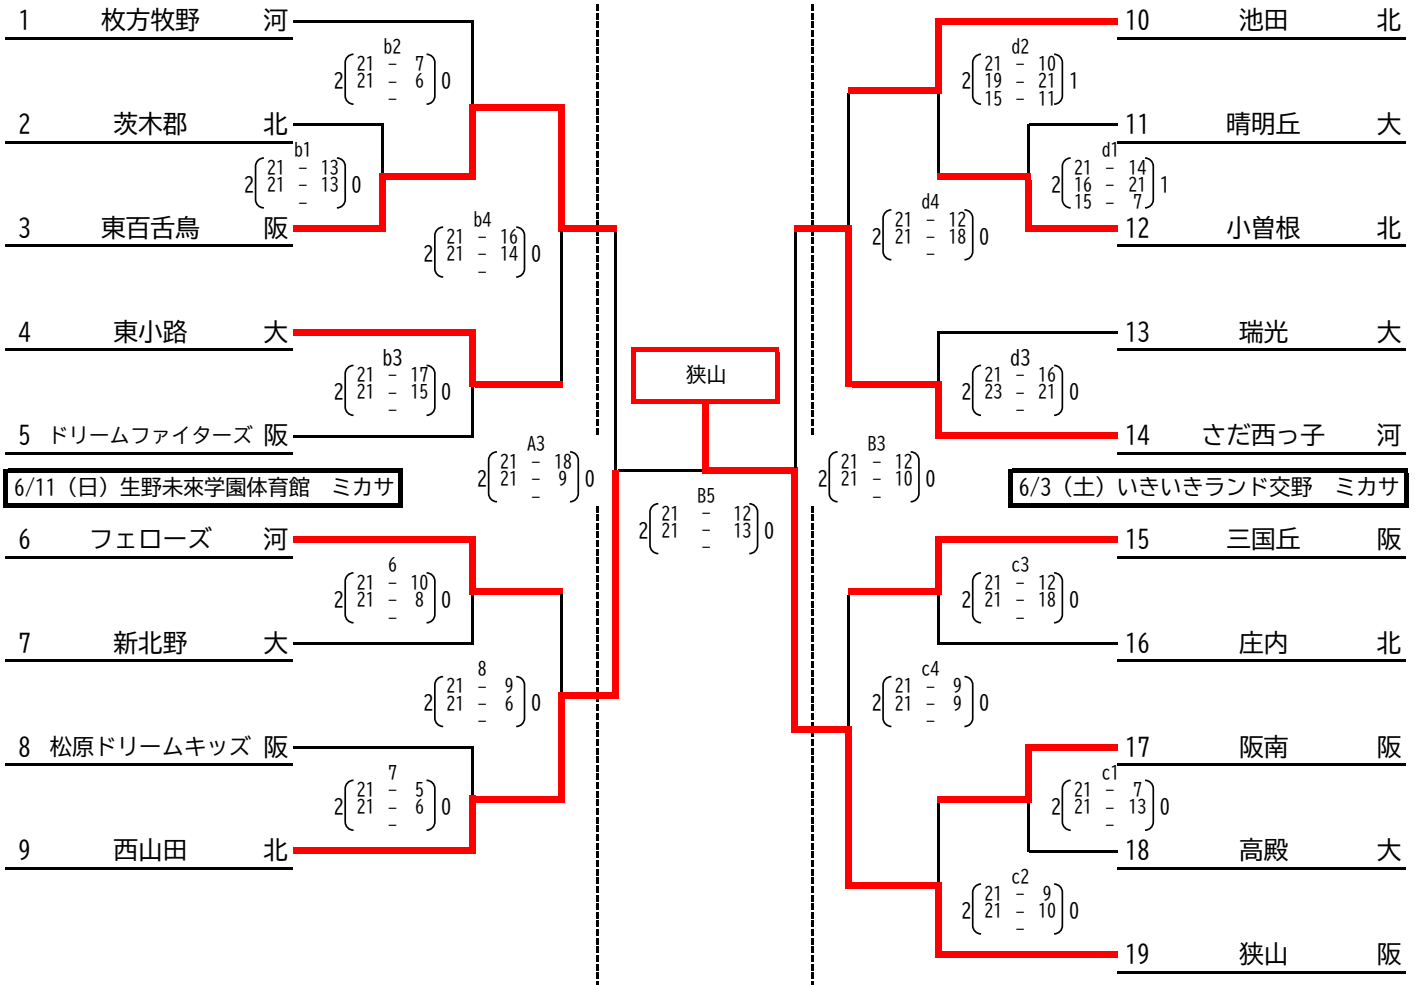 1 枚方牧野 河
b2
2 21 － 7 0
21 － 6
－
2 茨木郡 北
b1
2 21 － 13 0
21 － 13
－
3 東百舌鳥 阪
b4
2 21 － 16 0
21 － 14
－
4 東小路 大
b3
2 21 － 17 0
21 － 15
－
5 ドリームファイターズ 阪
A3
2 21 － 18 0
21 － 9
－
6/11（日）生野未来学園体育館 ミカサ
6 フェローズ 河
6
2 21 － 10 0
21 － 8
－
7 新北野 大
8
2 21 － 9 0
21 － 6
－
8 松原ドリームキッズ 阪
7
2 21 － 5 0
21 － 6
－
9 西山田 北
狭山
B5
2 21 － 12 0
21 － 13
－
10 池田 北
d2
2 21 － 10 1
19 － 21
15 － 11
11 晴明丘 大
d1
2 21 － 14 1
16 － 21
15 － 7
12 小曽根 北
d4
2 21 － 12 0
21 － 18
－
13 瑞光 大
d3
2 21 － 16 0
23 － 21
－
14 さだ西っ子 河
B3
2 21 － 12 0
21 － 10
－
6/3（土）いきいきランド交野 ミカサ
15 三国丘 阪
c3
2 21 － 12 0
21 － 18
－
16 庄内 北
c4
2 21 － 9 0
21 － 9
－
17 阪南 阪
c1
2 21 － 7 0
21 － 13
－
18 高殿 大
c2
2 21 － 9 0
21 － 10
－
19 狭山 阪